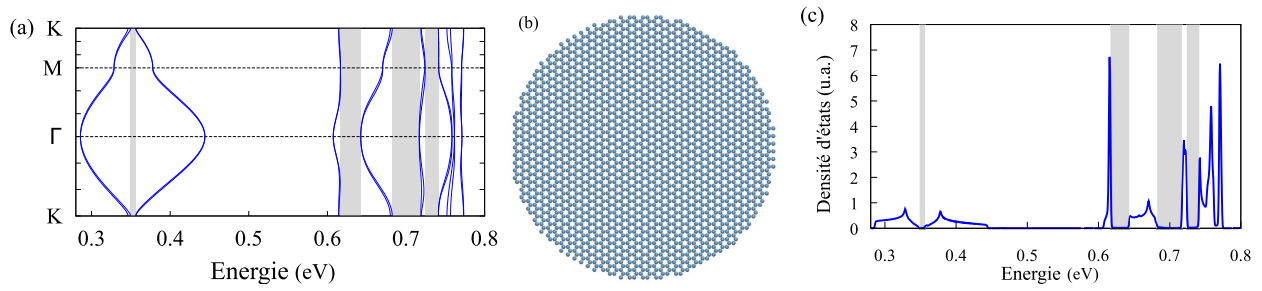 (a)
K
M
Γ
K
0.3 0.4 0.5 0.6 0.7 0.8
Energie (eV)
(b)
(c)
Densité d'états (u.a.)
8
7
6
5
4
3
2
1
0
0.3 0.4 0.5 0.6 0.7 0.8
Energie (eV)